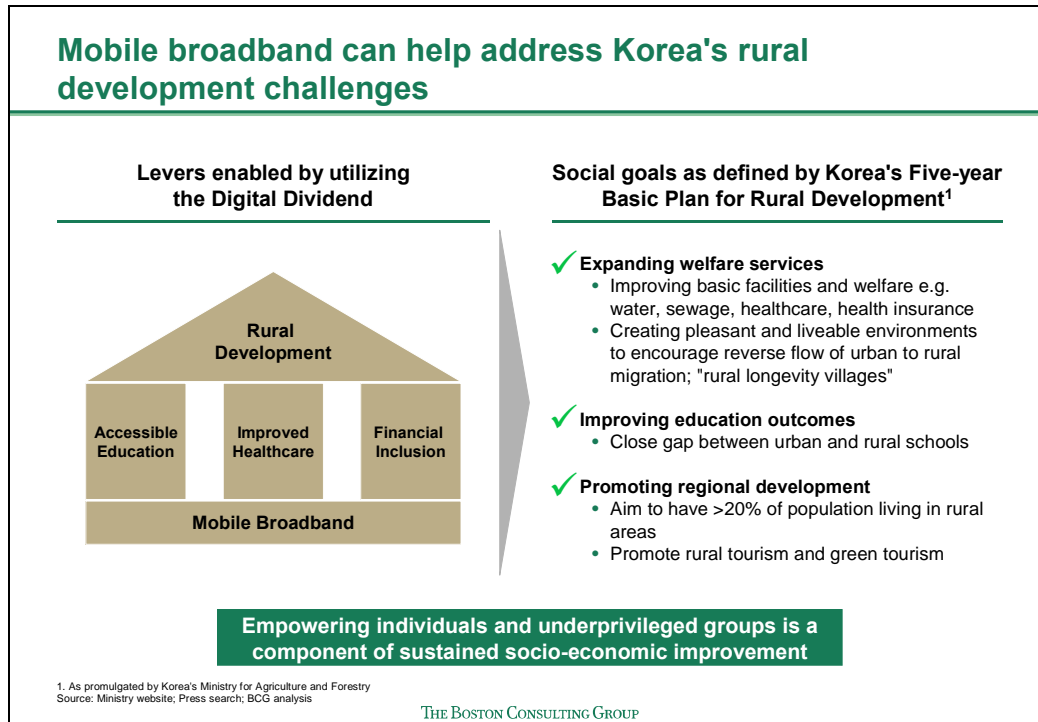 Mobile broadband can help address Korea's rural
development challenges
Levers enabled by utilizing
the Digital Dividend
Rural
Development
Accessible
Education
Improved
Healthcare
Financial
Inclusion
Mobile Broadband
Social goals as defined by Korea's Five-year
Basic Plan for Rural Development¹
✓ Expanding welfare services
• Improving basic facilities and welfare e.g.
water, sewage, healthcare, health insurance
• Creating pleasant and liveable environments
to encourage reverse flow of urban to rural
migration; "rural longevity villages"
✓ Improving education outcomes
• Close gap between urban and rural schools
✓ Promoting regional development
• Aim to have >20% of population living in rural
areas
• Promote rural tourism and green tourism
Empowering individuals and underprivileged groups is a
component of sustained socio-economic improvement
1. As promulgated by Korea's Ministry for Agriculture and Forestry
Source: Ministry website; Press search; BCG analysis
THE BOSTON CONSULTING GROUP